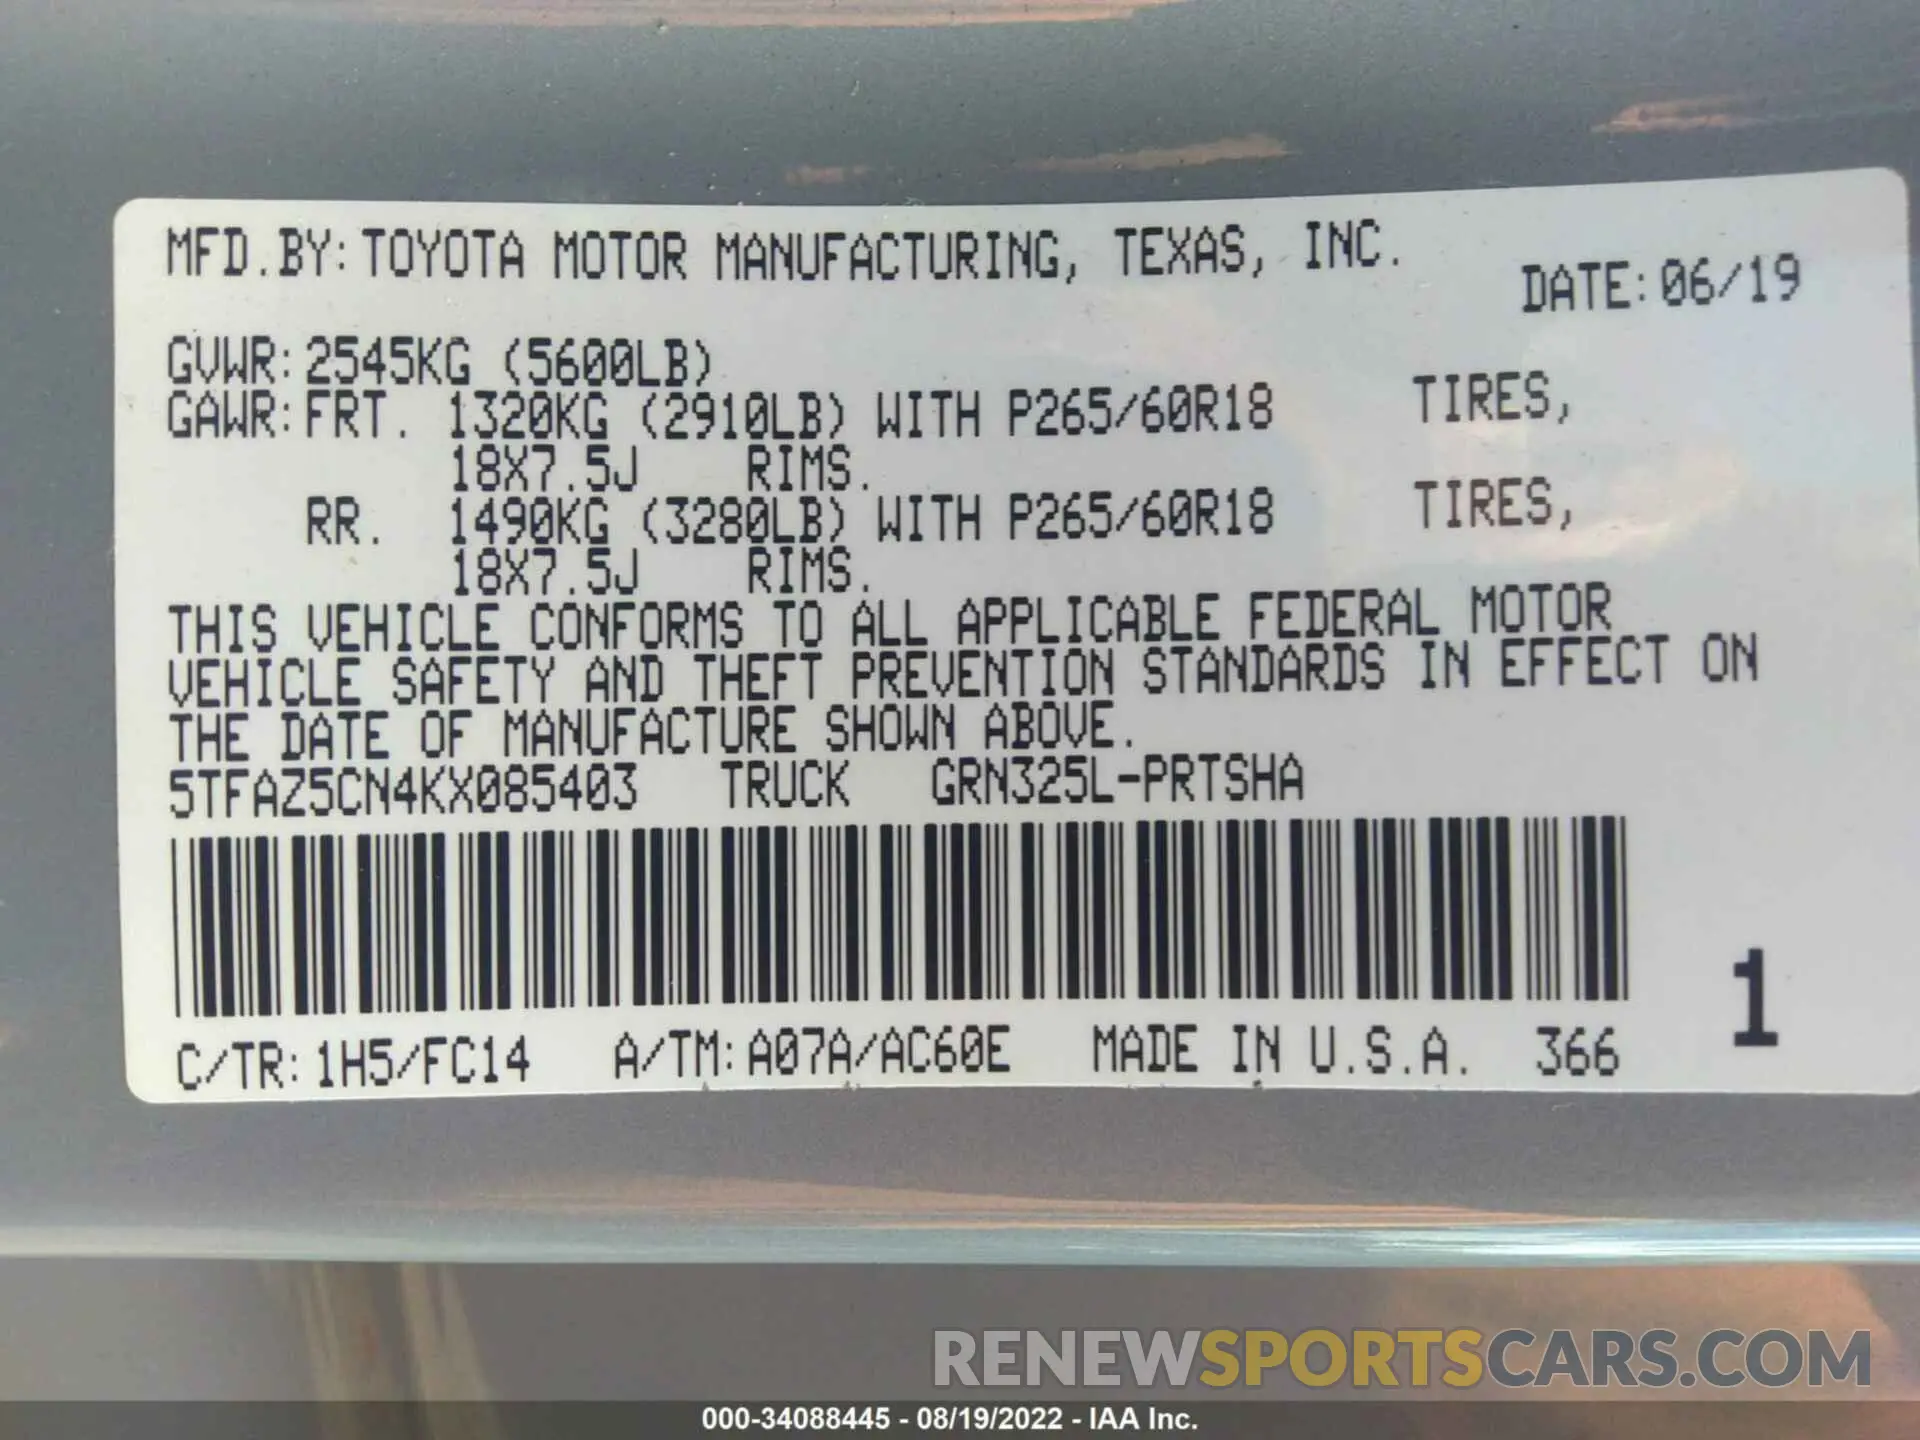 MFD.BY:TOYOTA MOTOR MANUFACTURING, TEXAS, INC.
DATE:06/19
GVWR:2545KG (5600LB)
GAWR:FRT. 1320KG (2910LB) WITH P265/60R18 TIRES,
18X7.5J RIMS.
RR. 1490KG (3280LB) WITH P265/60R18 TIRES,
18X7.5J RIMS.
THIS VEHICLE CONFORMS TO ALL APPLICABLE FEDERAL MOTOR
VEHICLE SAFETY AND THEFT PREVENTION STANDARDS IN EFFECT ON
THE DATE OF MANUFACTURE SHOWN ABOVE.
5TFAZ5CN4KX085403 TRUCK GRN325L-PRTSHA
1
C/TR:1H5/FC14 A/TM:A07A/AC60E MADE IN U.S.A. 366
RENEWSPORTSCARS.COM
000-34088445 - 08/19/2022 - IAA Inc.